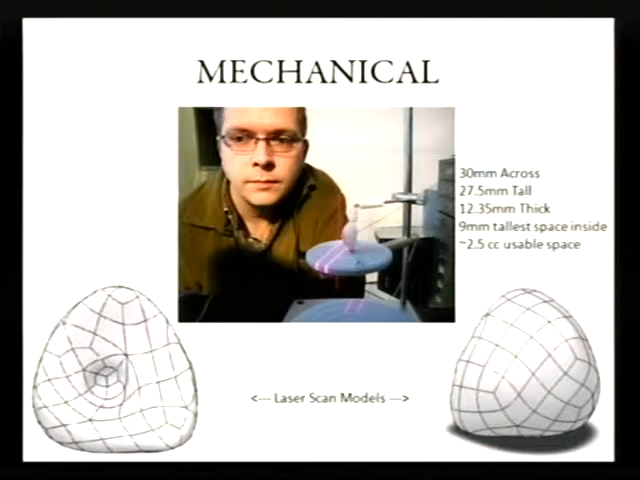 MECHANICAL
30mm Across
27.5mm Tall
12.35mm Thick
9mm tallest space inside
~2.5 cc usable space
<--- Laser Scan Models --->